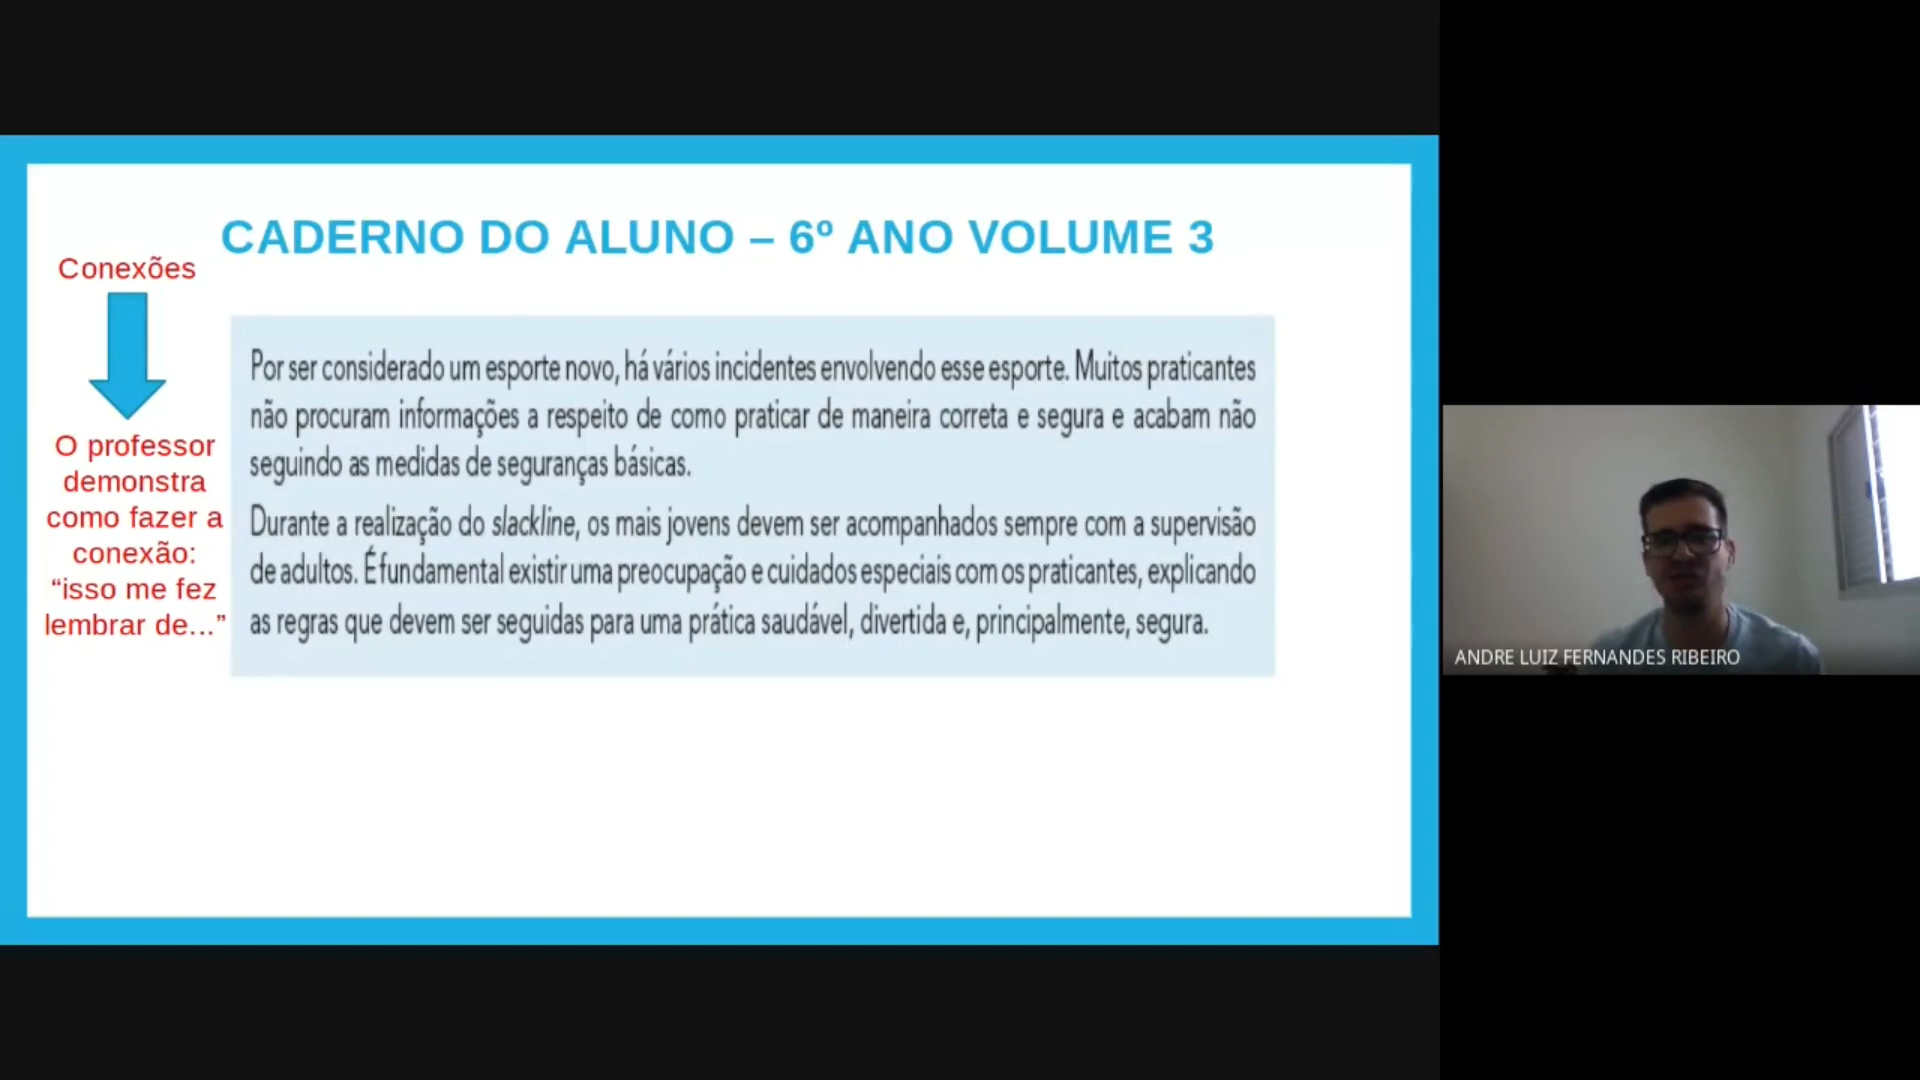 CADERNO DO ALUNO – 6º ANO VOLUME 3
Conexões
O professor
demonstra
como fazer a
conexão:
“isso me fez
lembrar de...”
Por ser considerado um esporte novo, há vários incidentes envolvendo esse esporte. Muitos praticantes
não procuram informações a respeito de como praticar de maneira correta e segura e acabam não
seguindo as medidas de seguranças básicas.
Durante a realização do slackline, os mais jovens devem ser acompanhados sempre com a supervisão
de adultos. Éfundamental existir uma preocupação e cuidados especiais com os praticantes, explicando
as regras que devem ser seguidas para uma prática saudável, divertida e, principalmente, segura.
ANDRE LUIZ FERNANDES RIBEIRO